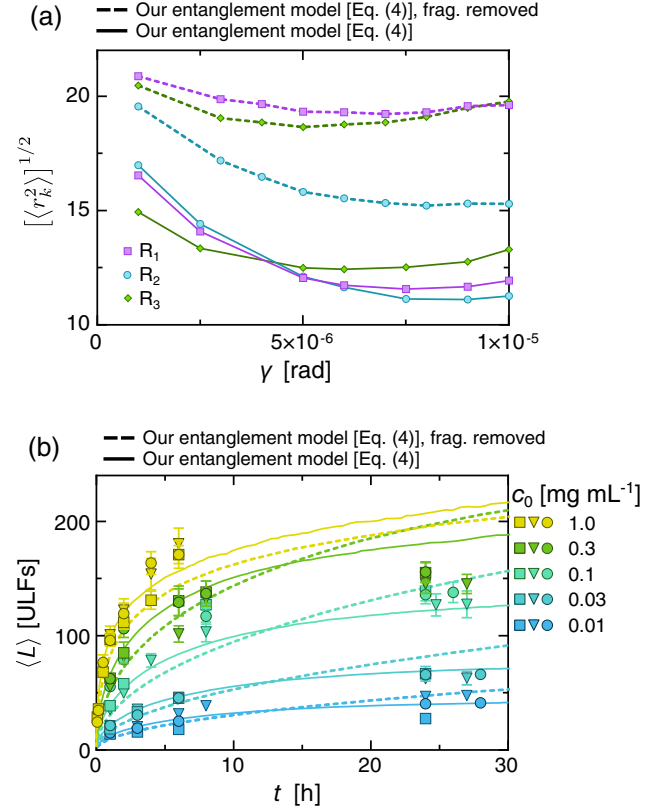 (a)
Our entanglement model [Eq. (4)], frag. removed
Our entanglement model [Eq. (4)]
[⟨r_k^2⟩]^{1/2}
20
15
10
R₁
R₂
R₃
0
5×10⁻⁶
1×10⁻⁵
γ [rad]
(b)
Our entanglement model [Eq. (4)], frag. removed
Our entanglement model [Eq. (4)]
⟨L⟩ [ULFs]
200
100
0
0
10
20
30
t [h]
c₀ [mg mL⁻¹]
1.0
0.3
0.1
0.03
0.01